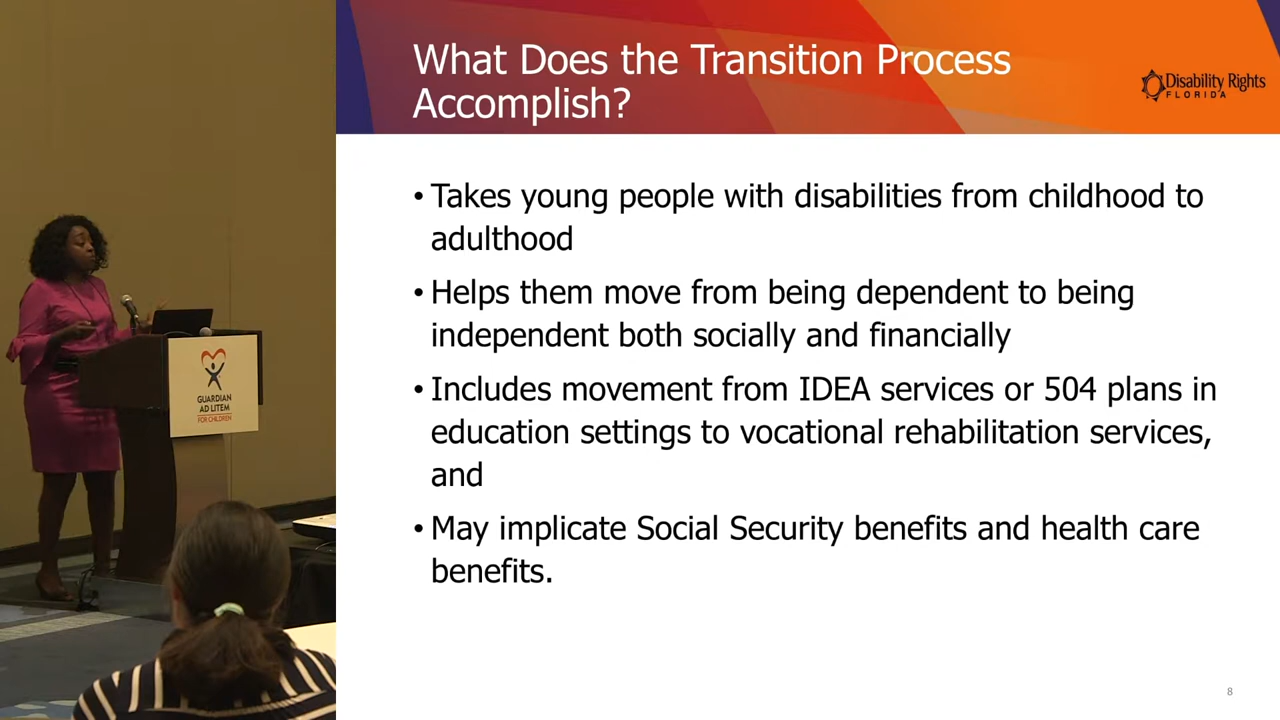 What Does the Transition Process
Accomplish?
Disability Rights
FLORIDA
• Takes young people with disabilities from childhood to
adulthood
• Helps them move from being dependent to being
independent both socially and financially
• Includes movement from IDEA services or 504 plans in
education settings to vocational rehabilitation services,
and
• May implicate Social Security benefits and health care
benefits.
8
GUARDIAN
AD LITEM
FOR CHILDREN